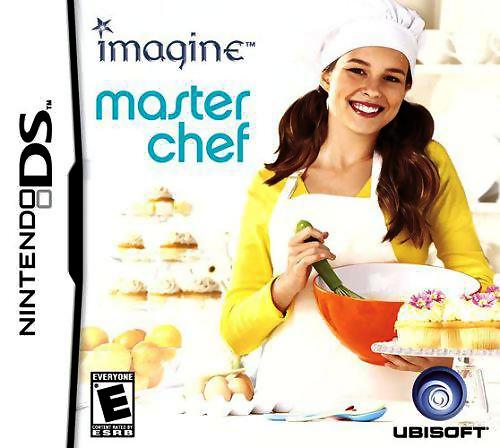 imagine™
master
chef
NINTENDO DS™
EVERYONE
E
CONTENT RATED BY
ESRB
UBISOFT®